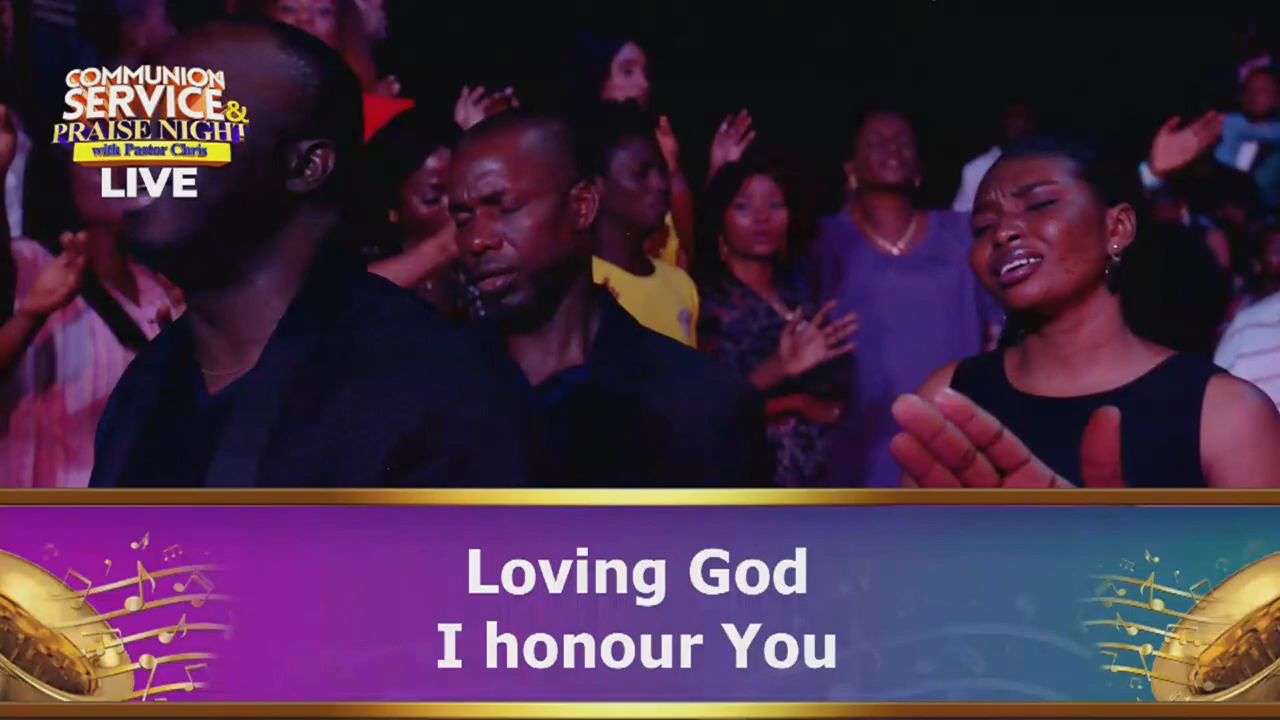 COMMUNION
SERVICE &
PRAISE NIGHT
with Pastor Chris
LIVE
Loving God
I honour You